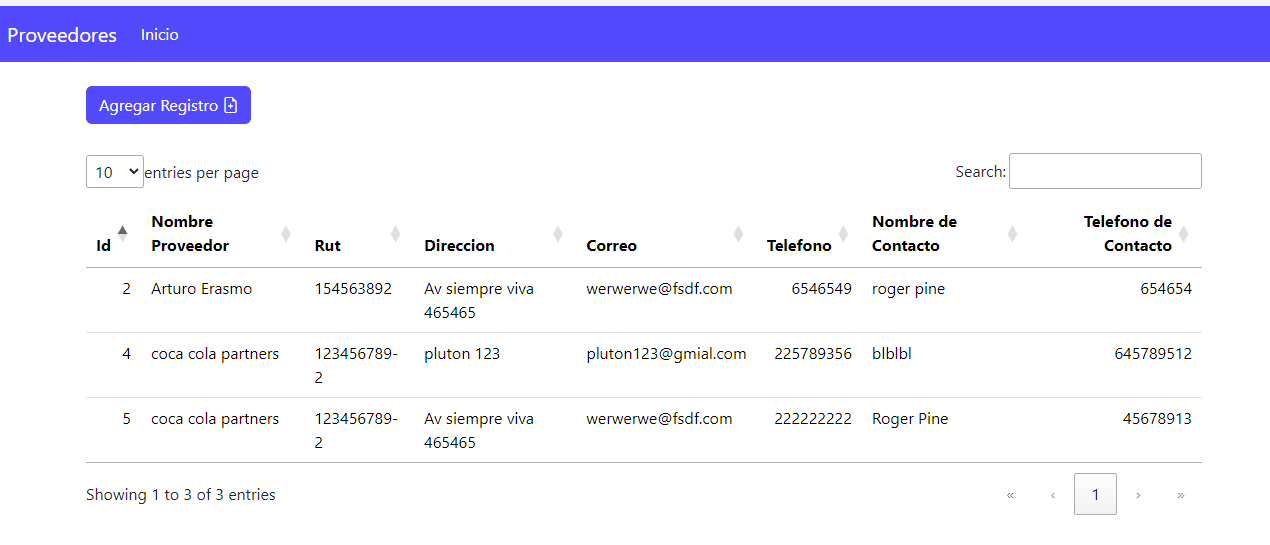 Proveedores Inicio
Agregar Registro
10 entries per page Search:
Id Nombre Proveedor Rut Direccion Correo Telefono Nombre de Contacto Telefono de Contacto
2 Arturo Erasmo 154563892 Av siempre viva 465465 werwerwe@fsdf.com 6546549 roger pine 654654
4 coca cola partners 123456789-2 pluton 123 pluton123@gmial.com 225789356 blblbl 645789512
5 coca cola partners 123456789-2 Av siempre viva 465465 werwerwe@fsdf.com 222222222 Roger Pine 45678913
Showing 1 to 3 of 3 entries « ‹ 1 › »